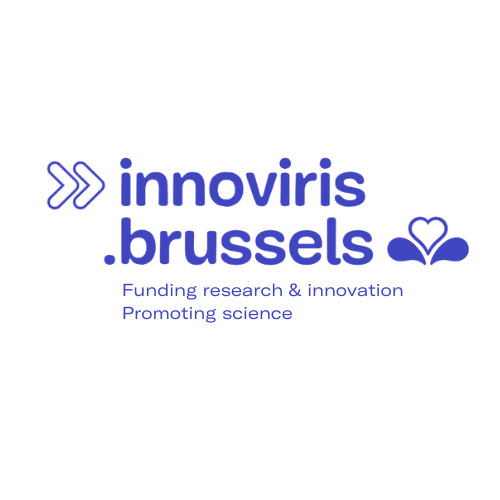 innoviris
.brussels
Funding research & innovation
Promoting science